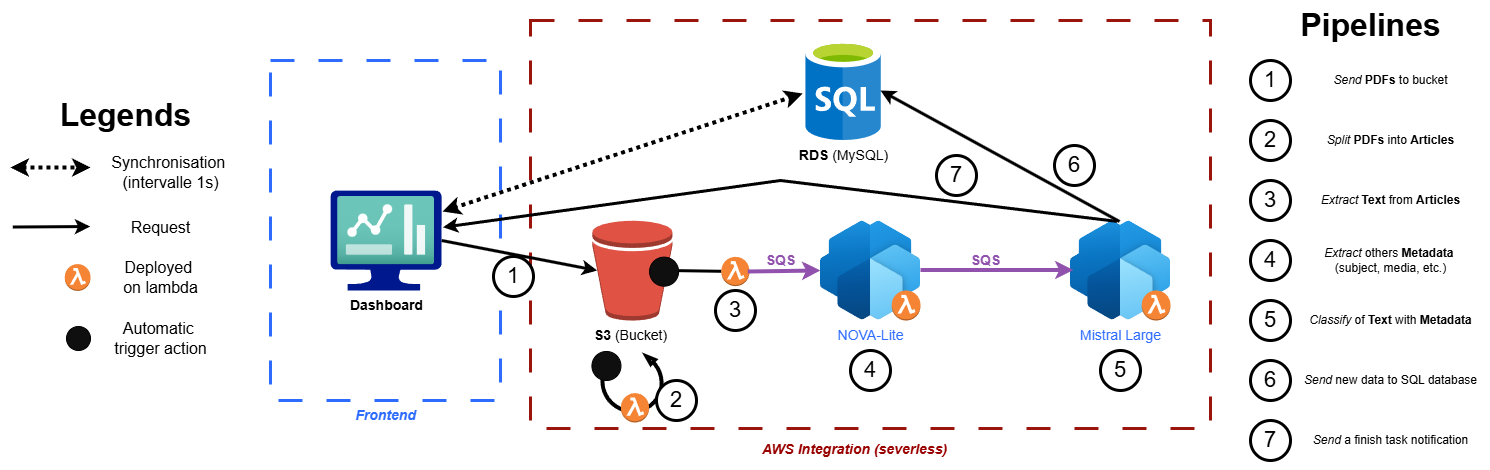 Legends
Synchronisation
(intervalle 1s)
Request
Deployed
on lambda
Automatic
trigger action
Dashboard
Frontend
SQL
RDS (MySQL)
7
6
1
S3 (Bucket)
2
λ
3
SQS
NOVA-Lite
4
SQS
Mistral Large
5
AWS Integration (severless)
Pipelines
1
Send PDFs to bucket
2
Split PDFs into Articles
3
Extract Text from Articles
4
Extract others Metadata
(subject, media, etc.)
5
Classify of Text with Metadata
6
Send new data to SQL database
7
Send a finish task notification